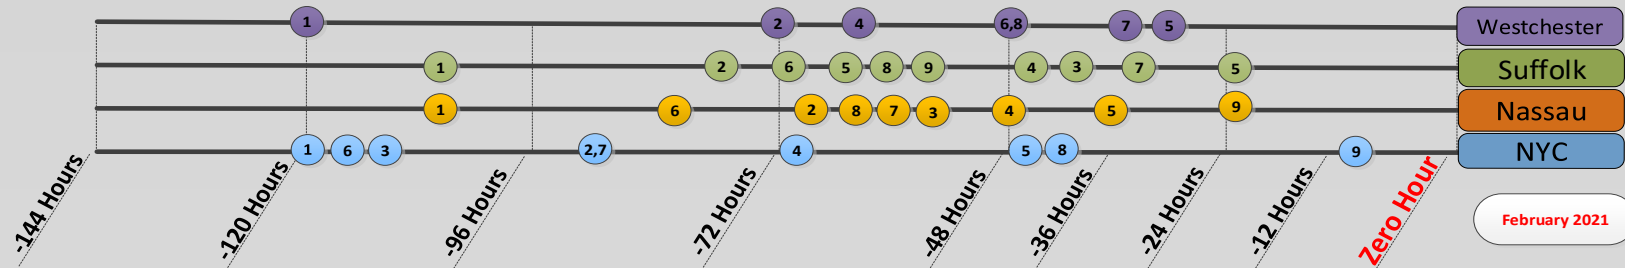 1 2 4 6,8 7 5 Westchester
1 2 6 5 8 9 4 3 7 5 Suffolk
1 6 2 8 7 3 4 5 9 Nassau
1 6 3 2,7 4 5 8 9 NYC
-144 Hours
-120 Hours
-96 Hours
-72 Hours
-48 Hours
-36 Hours
-24 Hours
-12 Hours
Zero Hour
February 2021